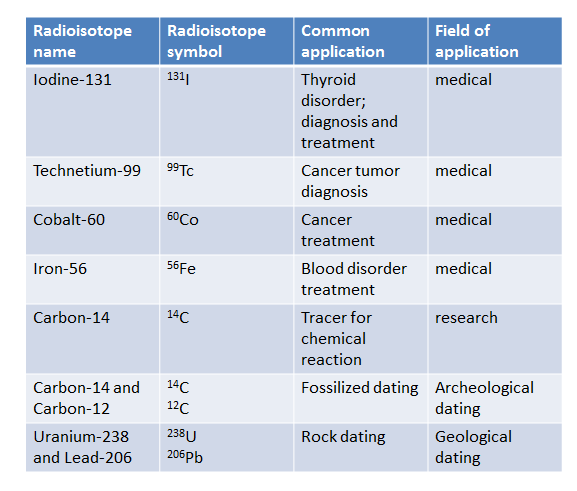 Radioisotope name
Radioisotope symbol
Common application
Field of application
Iodine-131
¹³¹I
Thyroid
disorder;
diagnosis and
treatment
medical
Technetium-99
⁹⁹Tc
Cancer tumor
diagnosis
medical
Cobalt-60
⁶⁰Co
Cancer
treatment
medical
Iron-56
⁵⁶Fe
Blood disorder
treatment
medical
Carbon-14
¹⁴C
Tracer for
chemical
reaction
research
Carbon-14 and
Carbon-12
¹⁴C
¹²C
Fossilized dating
Archeological
dating
Uranium-238
and Lead-206
²³⁸U
²⁰⁶Pb
Rock dating
Geological
dating